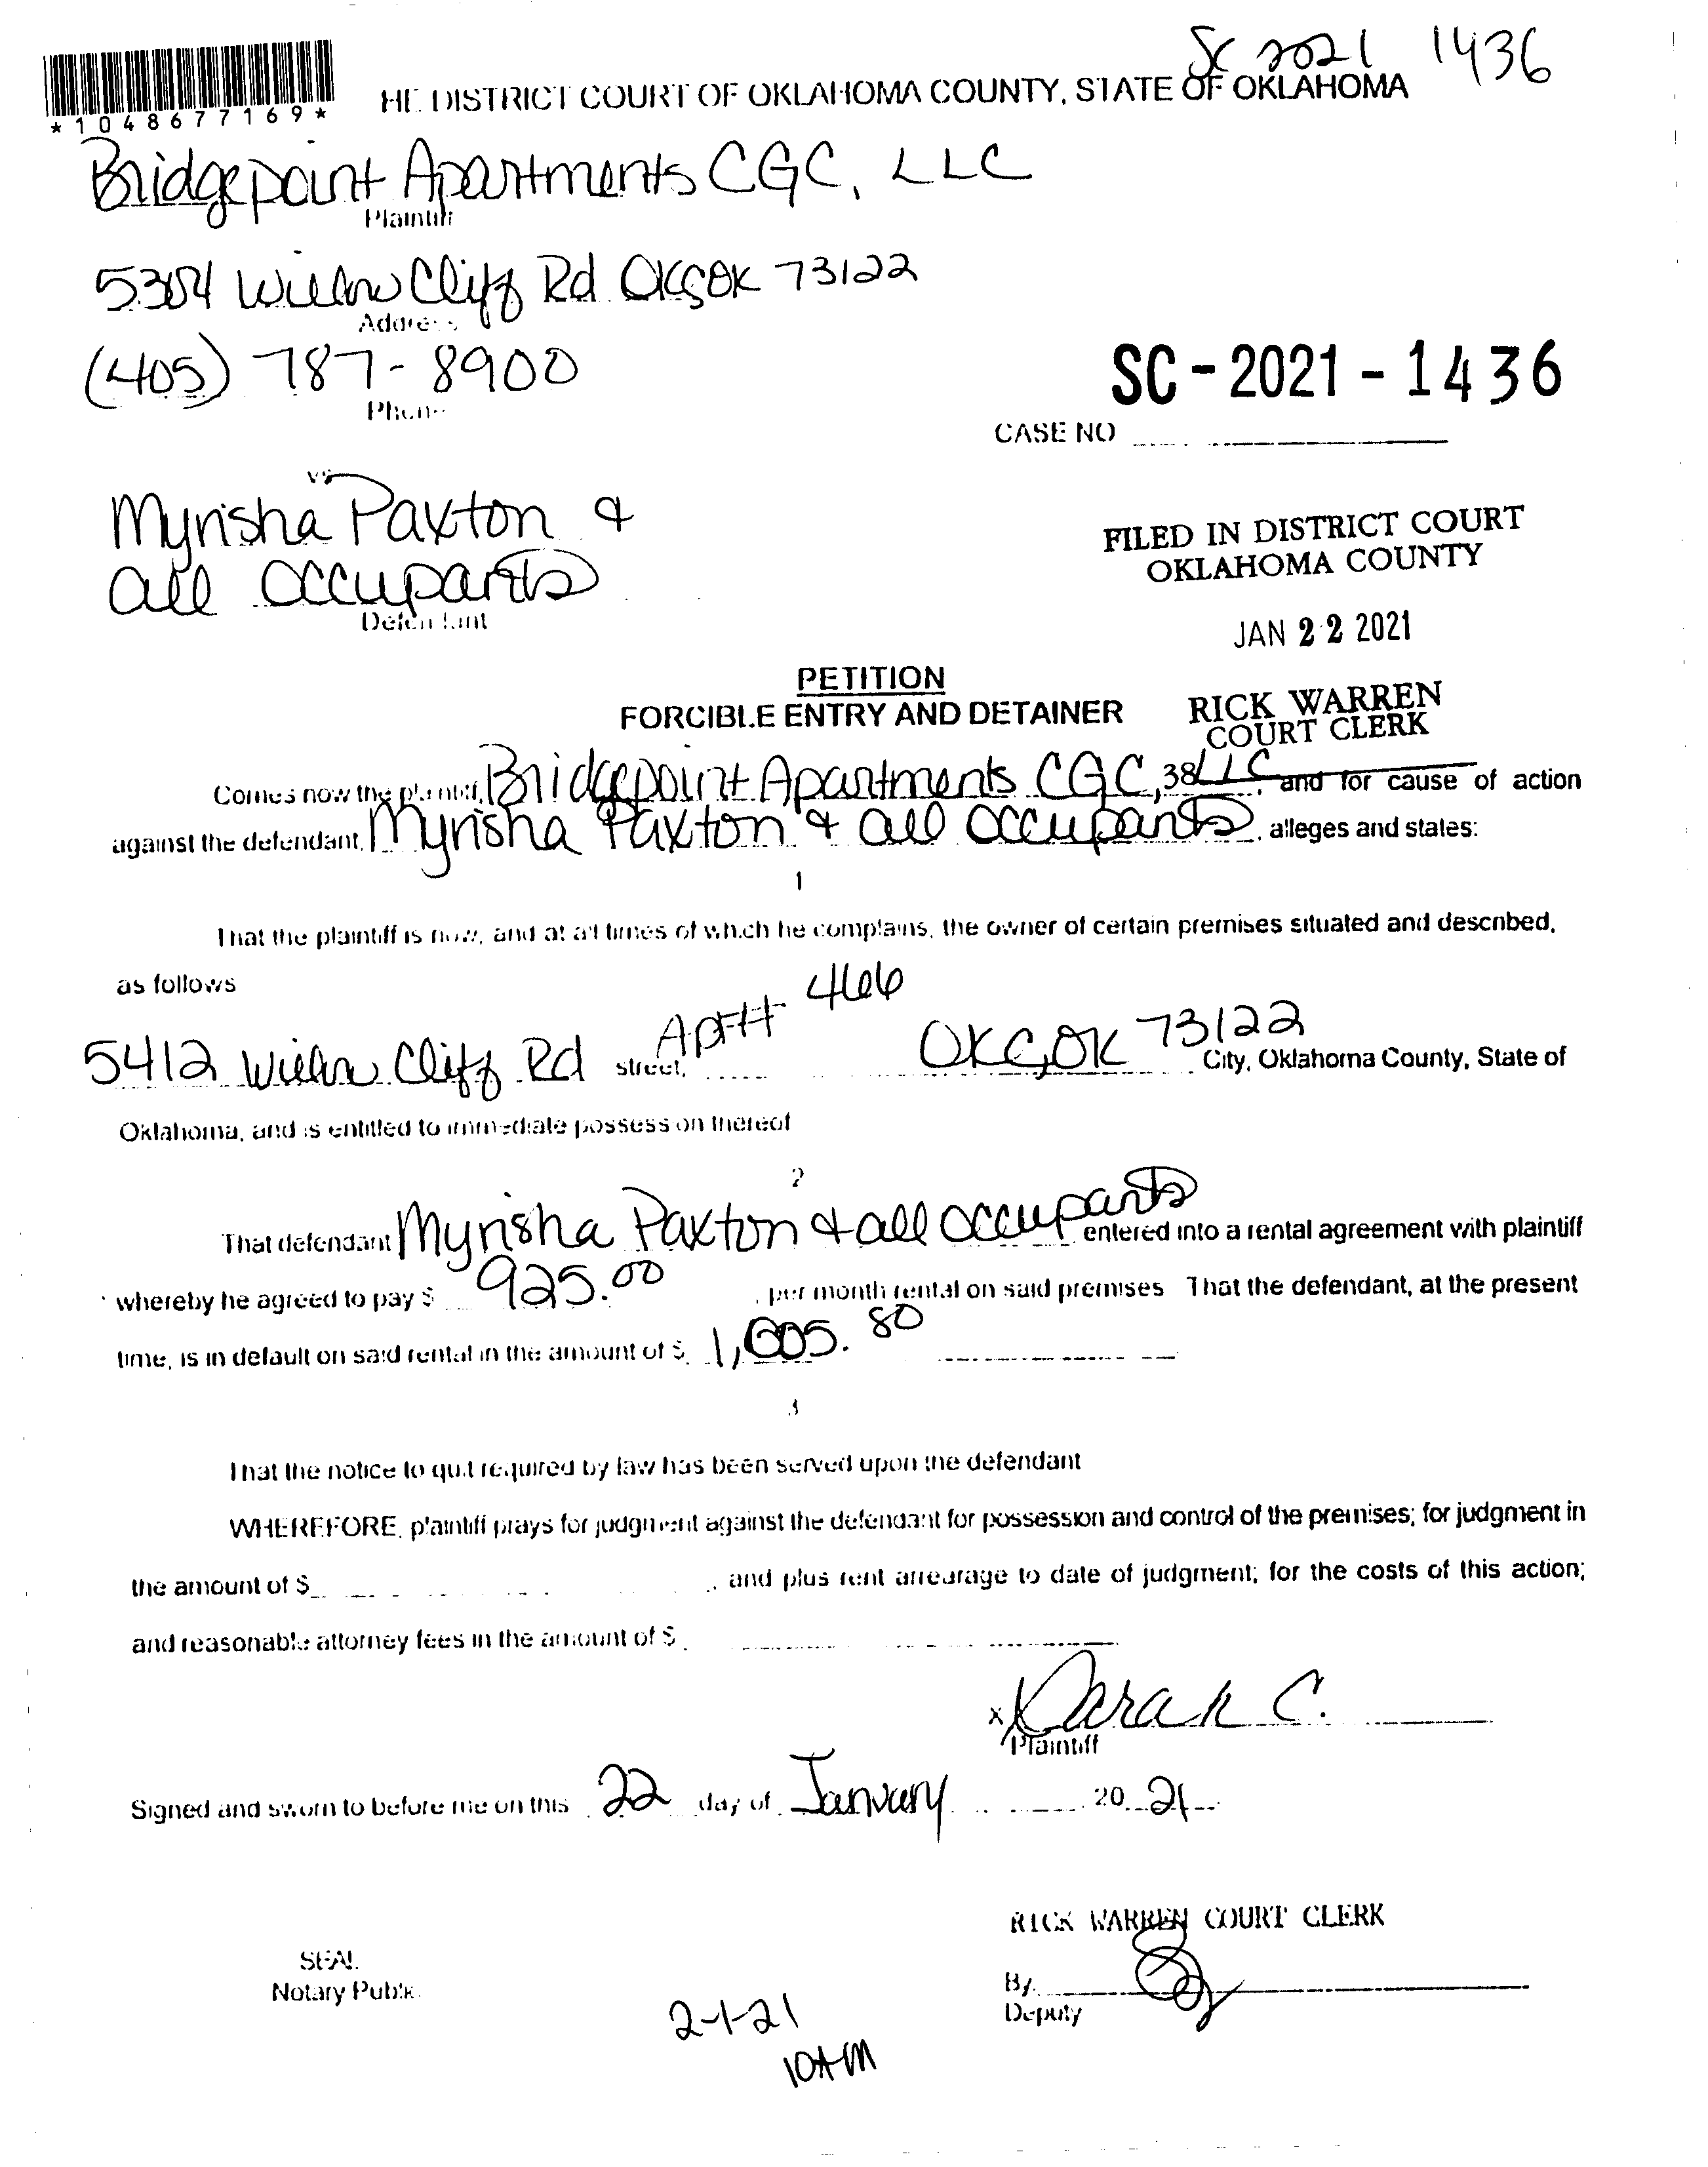 SC 2021 1436
*1048677169*
HE DISTRICT COURT OF OKLAHOMA COUNTY, STATE OF OKLAHOMA
Bridgepoint Apartments CGC, LLC
Plaintiff
5304 Willow Cliff Rd OKC, OK 73122
Address
(405) 787-8900
Phone
SC-2021-1436
CASE NO
vs
Myrisha Paxton &
all occupants
Defendant
FILED IN DISTRICT COURT
OKLAHOMA COUNTY
JAN 22 2021
PETITION
FORCIBLE ENTRY AND DETAINER
RICK WARREN
COURT CLERK
Comes now the plaintiff, Bridgepoint Apartments CGC, 38 LLC, and for cause of action
against the defendant, Myrisha Paxton & all occupants, alleges and states:
1
That the plaintiff is now, and at all times of which he complains, the owner of certain premises situated and described,
as follows
5412 Willow Cliff Rd street, Apt# 466 OKC, OK 73122 City, Oklahoma County, State of
Oklahoma, and is entitled to immediate possession thereof
2
That defendant Myrisha Paxton & all occupants entered into a rental agreement with plaintiff
whereby he agreed to pay $ 925.00, per month rental on said premises That the defendant, at the present
time, is in default on said rental in the amount of $ 1,005.80
3
That the notice to quit required by law has been served upon the defendant
WHEREFORE, plaintiff prays for judgment against the defendant for possession and control of the premises; for judgment in
the amount of $ , and plus rent arrearage to date of judgment; for the costs of this action;
and reasonable attorney fees in the amount of $
x Sarah C.
Plaintiff
Signed and sworn to before me on this 22 day of January 20 21
RICK WARREN COURT CLERK
SEAL
Notary Public
By
Deputy
2-1-21
10AM